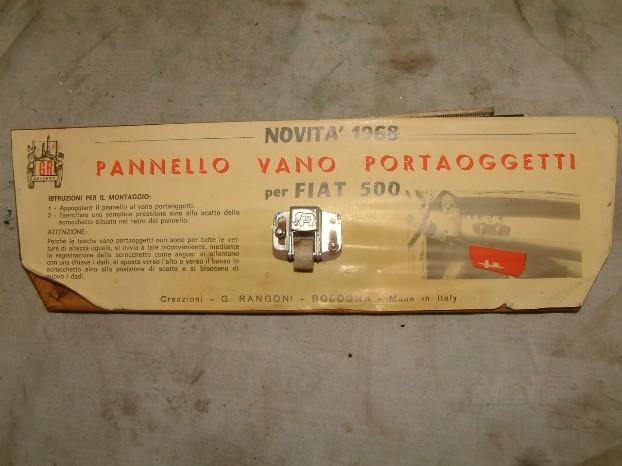 NOVITA' 1968
GR
BOLOGNA
PANNELLO VANO PORTAOGGETTI
per FIAT 500
ISTRUZIONI PER IL MONTAGGIO:
1 - Appoggiare il pannello al vano portaoggetti.
2 - Esercitare una semplice pressione sino allo scatto dello
scrocchetto situato nel retro del pannello.
ATTENZIONE:
Poichè le tasche vano portaoggetti non sono per tutte le vet-
ture di altezza uguale, si ovvia a tale inconveniente, mediante
la registrazione dello scrocchetto come segue: si allentano
con una chiave i dadi, si sposta verso l'alto o verso il basso lo
scrocchetto sino alla posizione di scatto e si bloccano di
nuovo i dadi.
Creazioni - G. RANGONI - BOLOGNA - Made in Italy